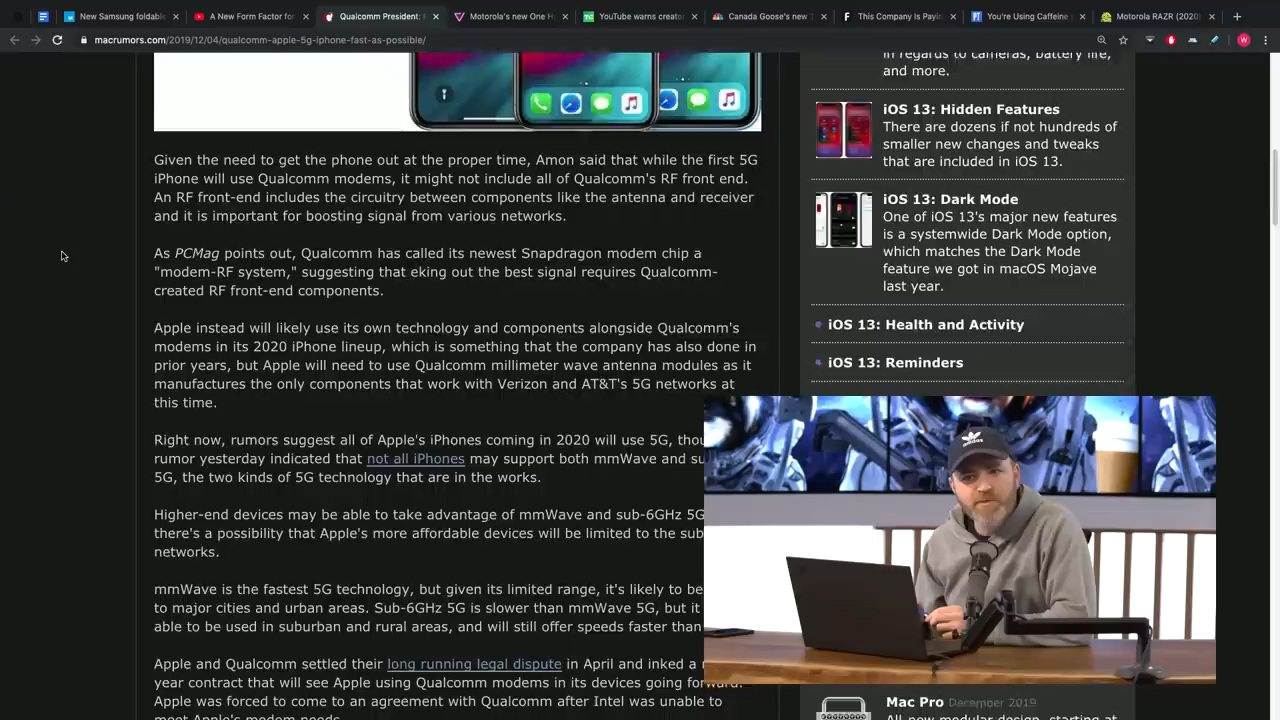 New Samsung foldable
A New Form Factor for
Qualcomm President: F
Motorola's new One H
YouTube warns creator
Canada Goose's new T
This Company Is Payin
You're Using Caffeine
Motorola RAZR (2020)
macrumors.com/2019/12/04/qualcomm-apple-5g-iphone-fast-as-possible/
W
Given the need to get the phone out at the proper time, Amon said that while the first 5G
iPhone will use Qualcomm modems, it might not include all of Qualcomm's RF front end.
An RF front-end includes the circuitry between components like the antenna and receiver
and it is important for boosting signal from various networks.
As PCMag points out, Qualcomm has called its newest Snapdragon modem chip a
"modem-RF system," suggesting that eking out the best signal requires Qualcomm-
created RF front-end components.
Apple instead will likely use its own technology and components alongside Qualcomm's
modems in its 2020 iPhone lineup, which is something that the company has also done in
prior years, but Apple will need to use Qualcomm millimeter wave antenna modules as it
manufactures the only components that work with Verizon and AT&T's 5G networks at
this time.
Right now, rumors suggest all of Apple's iPhones coming in 2020 will use 5G, thou
rumor yesterday indicated that not all iPhones may support both mmWave and su
5G, the two kinds of 5G technology that are in the works.
Higher-end devices may be able to take advantage of mmWave and sub-6GHz 5G
there's a possibility that Apple's more affordable devices will be limited to the sub
networks.
mmWave is the fastest 5G technology, but given its limited range, it's likely to be
to major cities and urban areas. Sub-6GHz 5G is slower than mmWave 5G, but it
able to be used in suburban and rural areas, and will still offer speeds faster than
Apple and Qualcomm settled their long running legal dispute in April and inked a
year contract that will see Apple using Qualcomm modems in its devices going forward.
Apple was forced to come to an agreement with Qualcomm after Intel was unable to
meet Apple's modem needs.
in regards to cameras, battery life,
and more.
iOS 13: Hidden Features
There are dozens if not hundreds of
smaller new changes and tweaks
that are included in iOS 13.
iOS 13: Dark Mode
One of iOS 13's major new features
is a systemwide Dark Mode option,
which matches the Dark Mode
feature we got in macOS Mojave
last year.
iOS 13: Health and Activity
iOS 13: Reminders
adidas
Mac Pro December 2019
All new modular design, starting at